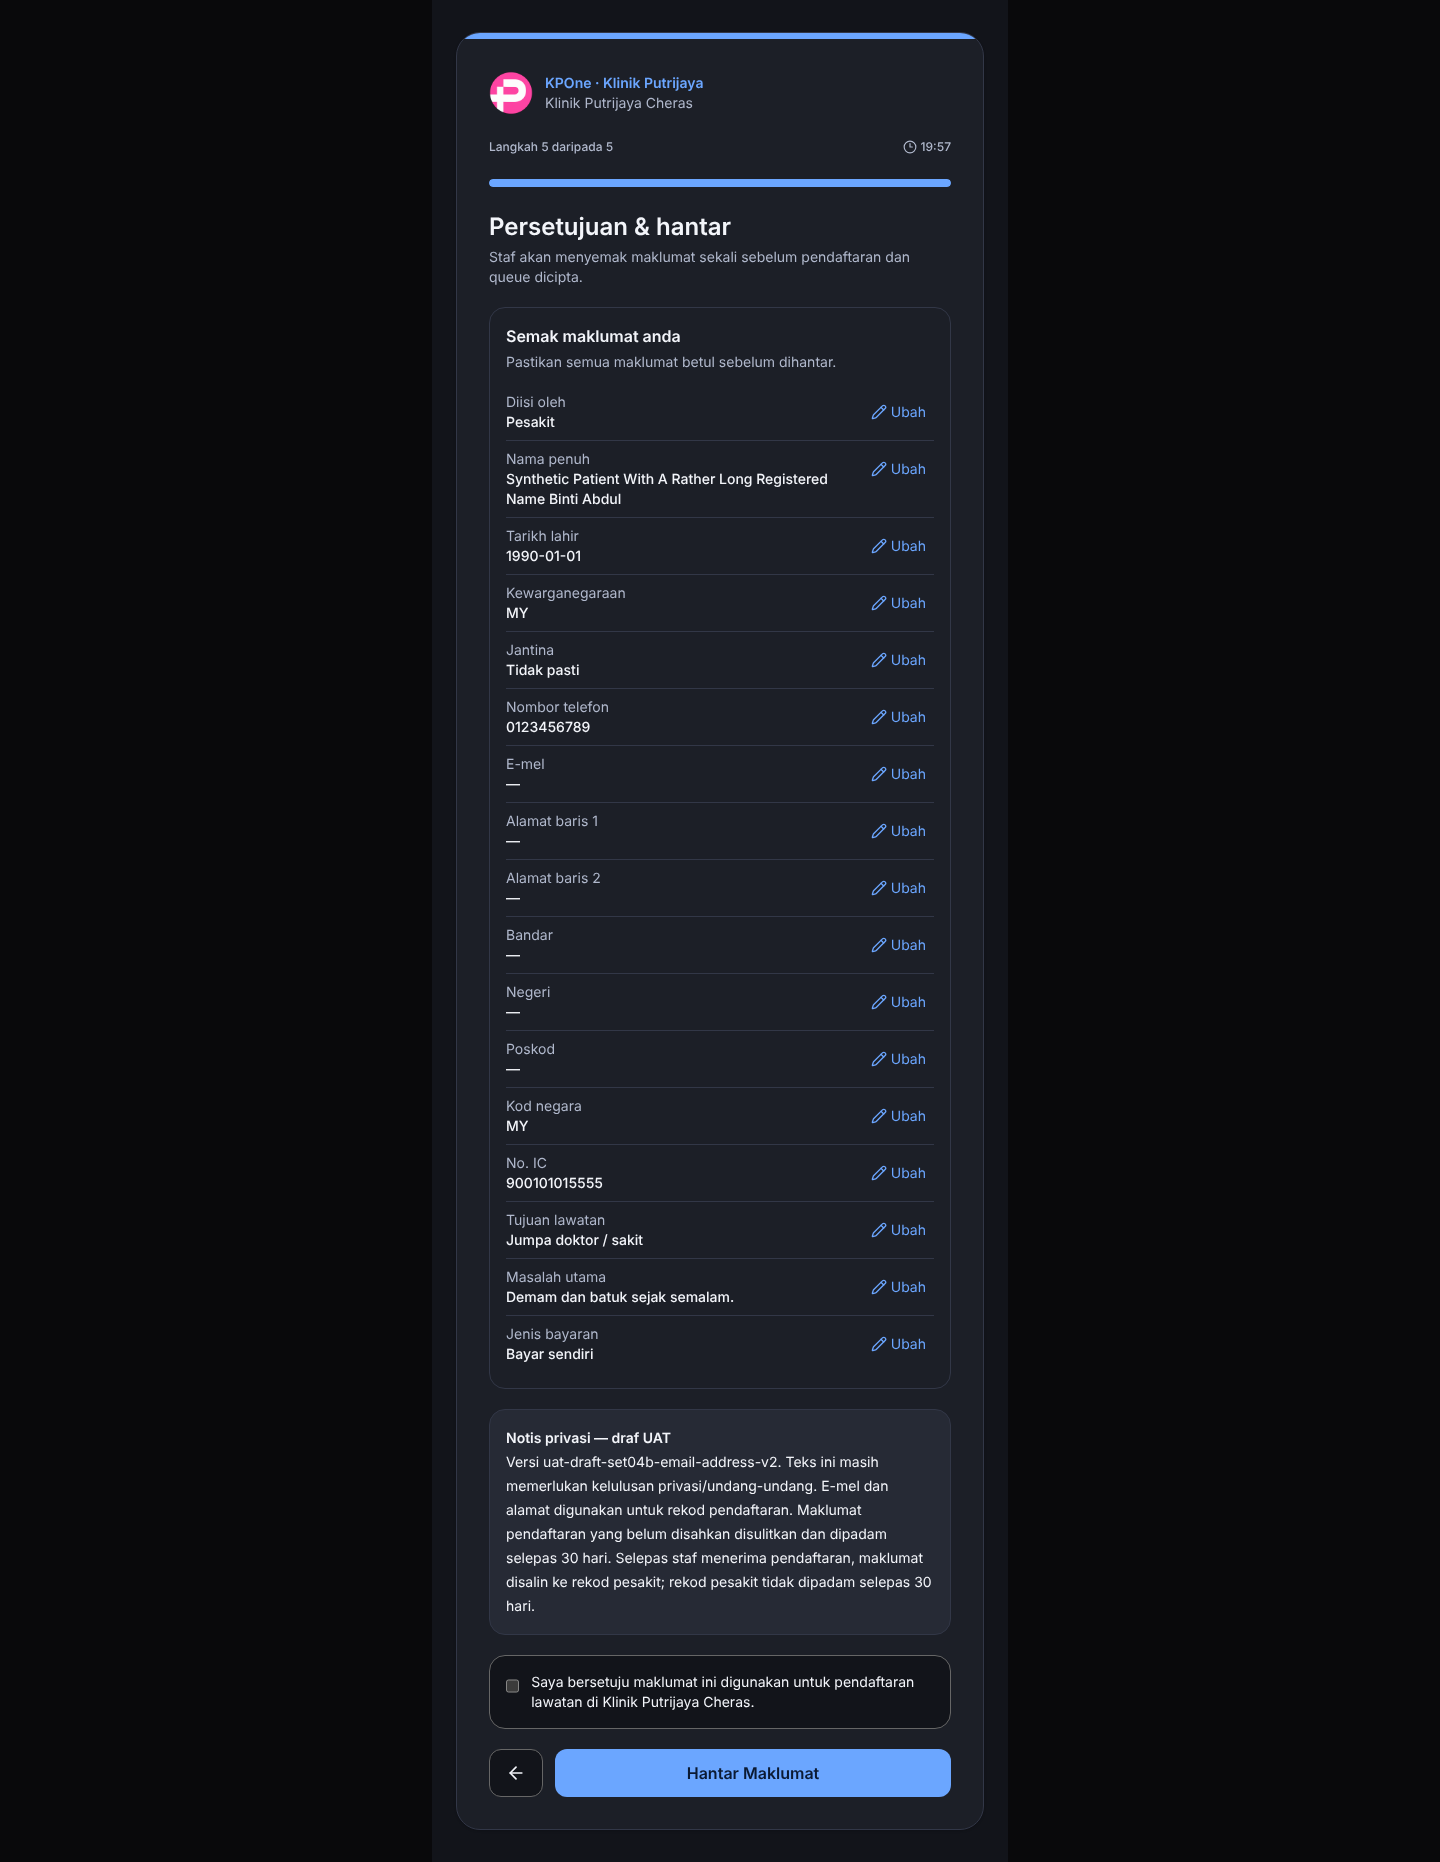 KPOne · Klinik Putrijaya
Klinik Putrijaya Cheras
Langkah 5 daripada 5
19:57
Persetujuan & hantar
Staf akan menyemak maklumat sekali sebelum pendaftaran dan
queue dicipta.
Semak maklumat anda
Pastikan semua maklumat betul sebelum dihantar.
Diisi oleh
Pesakit
Ubah
Nama penuh
Synthetic Patient With A Rather Long Registered
Name Binti Abdul
Ubah
Tarikh lahir
1990-01-01
Ubah
Kewarganegaraan
MY
Ubah
Jantina
Tidak pasti
Ubah
Nombor telefon
0123456789
Ubah
E-mel
—
Ubah
Alamat baris 1
—
Ubah
Alamat baris 2
—
Ubah
Bandar
—
Ubah
Negeri
—
Ubah
Poskod
—
Ubah
Kod negara
MY
Ubah
No. IC
900101015555
Ubah
Tujuan lawatan
Jumpa doktor / sakit
Ubah
Masalah utama
Demam dan batuk sejak semalam.
Ubah
Jenis bayaran
Bayar sendiri
Ubah
Notis privasi — draf UAT
Versi uat-draft-set04b-email-address-v2. Teks ini masih
memerlukan kelulusan privasi/undang-undang. E-mel dan
alamat digunakan untuk rekod pendaftaran. Maklumat
pendaftaran yang belum disahkan disulitkan dan dipadam
selepas 30 hari. Selepas staf menerima pendaftaran, maklumat
disalin ke rekod pesakit; rekod pesakit tidak dipadam selepas 30
hari.
Saya bersetuju maklumat ini digunakan untuk pendaftaran
lawatan di Klinik Putrijaya Cheras.
Hantar Maklumat